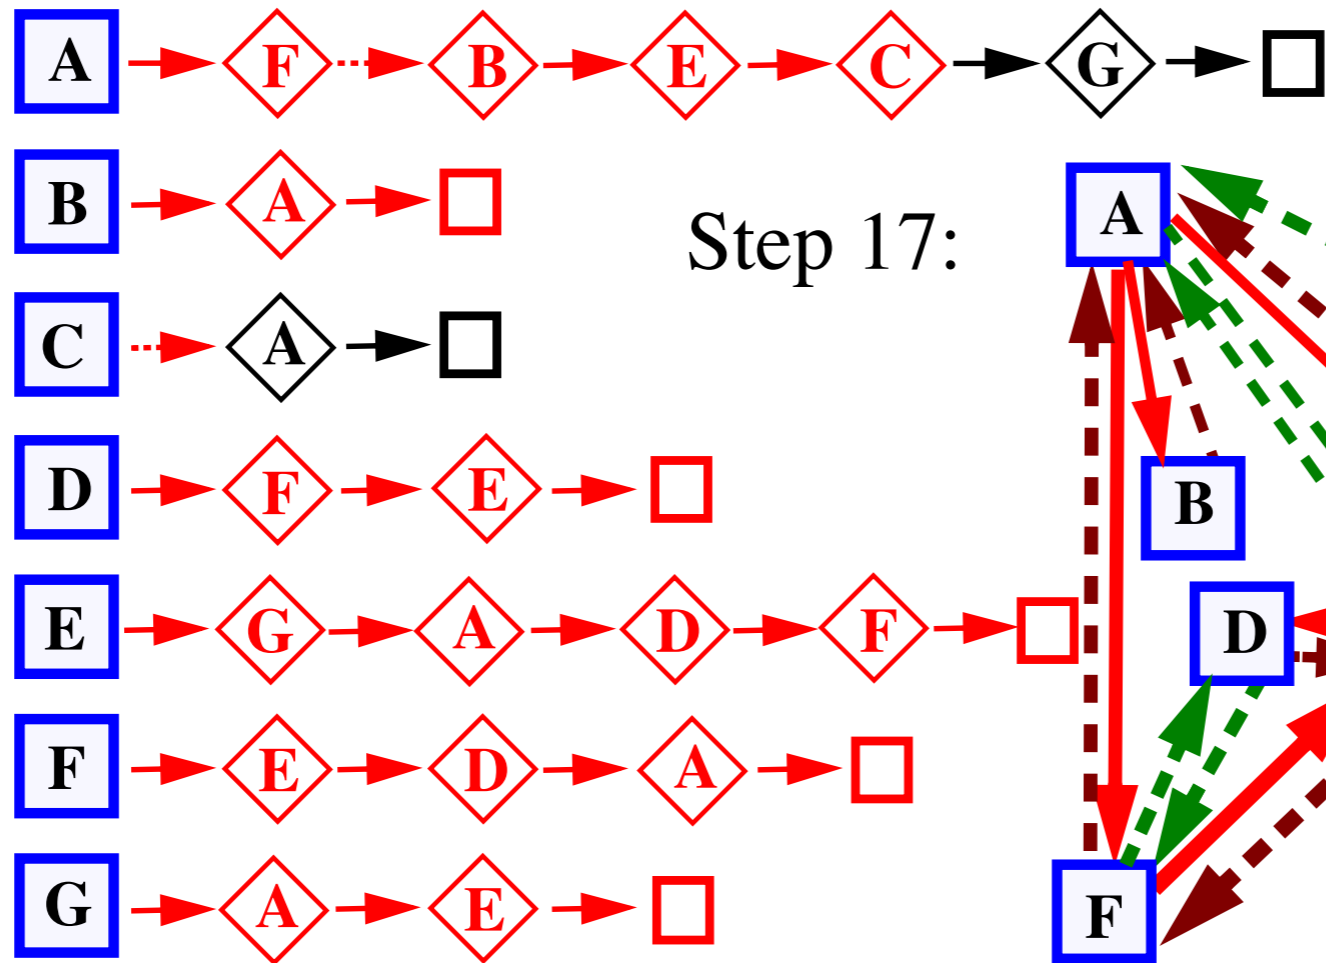 A F B E C G
B A
Step 17:
A
C A
D F E
B
E G A D F
D
F E D A
G A E
F